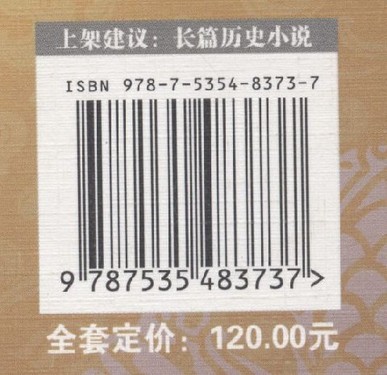 上架建议：长篇历史小说
ISBN 978-7-5354-8373-7
9 787535 483737 >
全套定价：120.00元